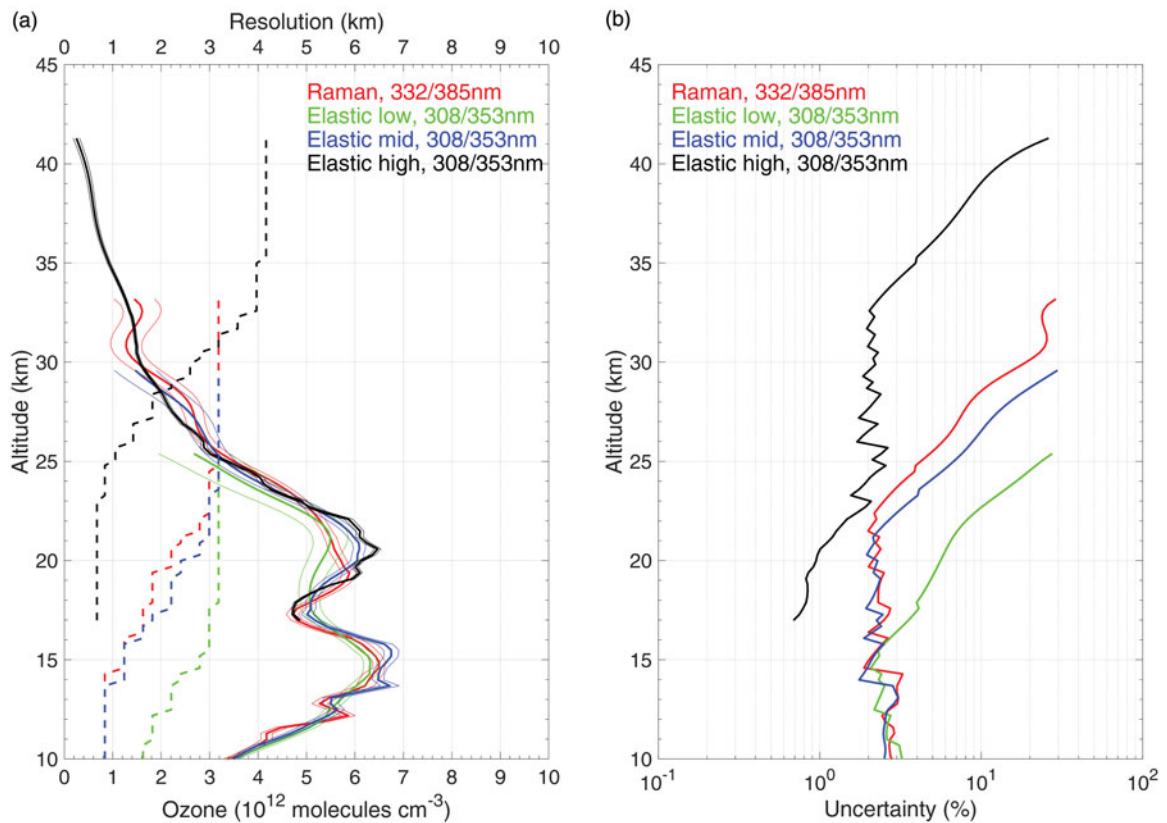 (a)
Resolution (km)
0 1 2 3 4 5 6 7 8 9 10
45
40
35
30
25
20
15
10
Altitude (km)
Raman, 332/385nm
Elastic low, 308/353nm
Elastic mid, 308/353nm
Elastic high, 308/353nm
0 1 2 3 4 5 6 7 8 9 10
Ozone (10¹² molecules cm⁻³)
(b)
45
40
35
30
25
20
15
10
Altitude (km)
Raman, 332/385nm
Elastic low, 308/353nm
Elastic mid, 308/353nm
Elastic high, 308/353nm
10⁻¹ 10⁰ 10¹ 10²
Uncertainty (%)